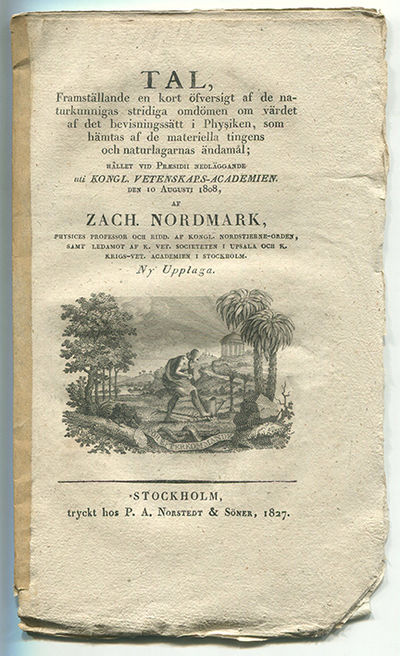 TAL,
Framställande en kort öfversigt af de na-
turkunnigas stridiga omdömen om värdet
af det bevisningssätt i Physiken, som
hämtas af de materiella tingens
och naturlagarnas ändamål;
HÅLLET VID PRÆSIDII NEDLÄGGANDE
uti KONGL. VETENSKAPS-ACADEMIEN.
DEN 10 AUGUSTI 1808,
AF
ZACH. NORDMARK,
PHYSICES PROFESSOR OCH RIDD. AF KONGL. NORDSTJERNE-ORDEN,
SAMT LEDAMOT AF K. VET. SOCIETETEN I UPSALA OCH K.
KRIGS-VET. ACADEMIEN I STOCKHOLM.
Ny Upplaga.
EFTERKOMMANDE
STOCKHOLM,
tryckt hos P. A. NORSTEDT & SÖNER, 1827.